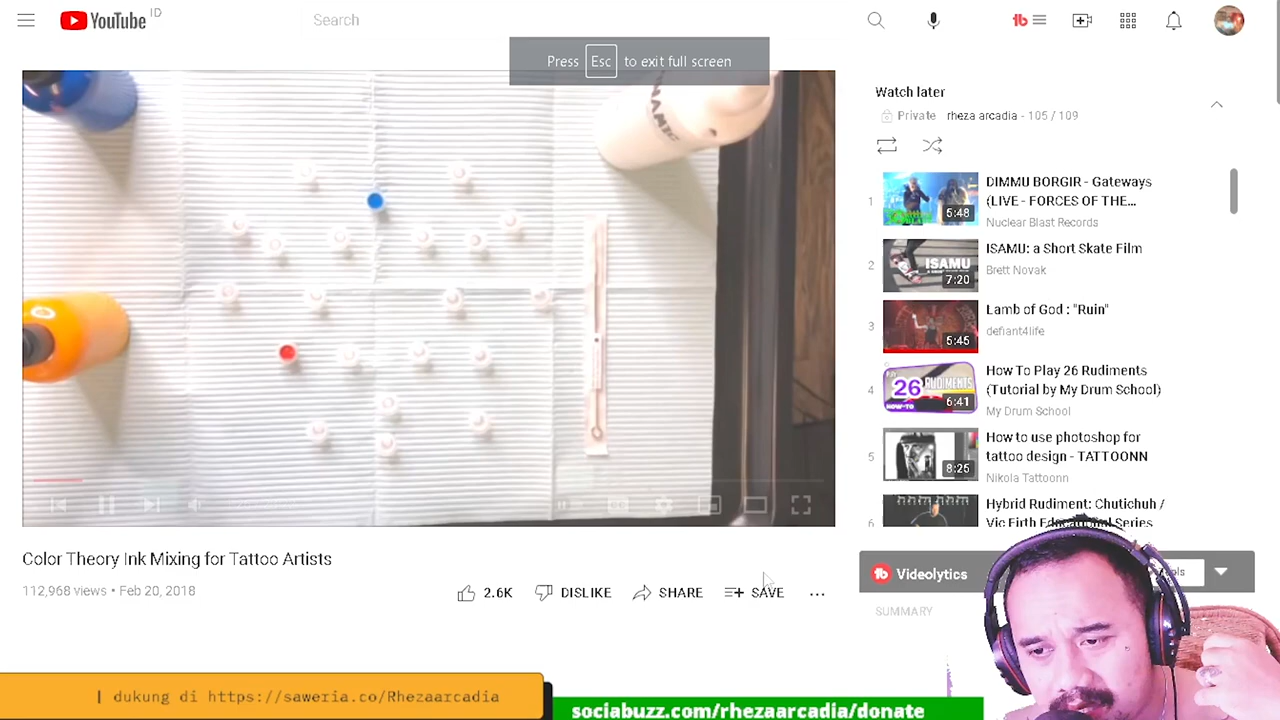 YouTube ID
Search
Press Esc to exit full screen
Watch later
Private rheza arcadia - 105 / 109
1
DIMMU BORGIR - Gateways
(LIVE - FORCES OF THE...
Nuclear Blast Records
5:48
2
ISAMU: a Short Skate Film
Brett Novak
ISAMU
7:20
3
Lamb of God : "Ruin"
defiant4life
5:45
4
How To Play 26 Rudiments
(Tutorial by My Drum School)
My Drum School
26 RUDIMENTS
HOW-TO
6:41
5
How to use photoshop for
tattoo design - TATTOONN
Nikola Tattoonn
8:25
6
Hybrid Rudiment: Chutichuh /
Vic Firth Educational Series
Color Theory Ink Mixing for Tattoo Artists
112,968 views • Feb 20, 2018
2.6K DISLIKE SHARE SAVE ...
tb Videolytics
SUMMARY
| dukung di https://saweria.co/Rhezaarcadia
sociabuzz.com/rhezaarcadia/donate